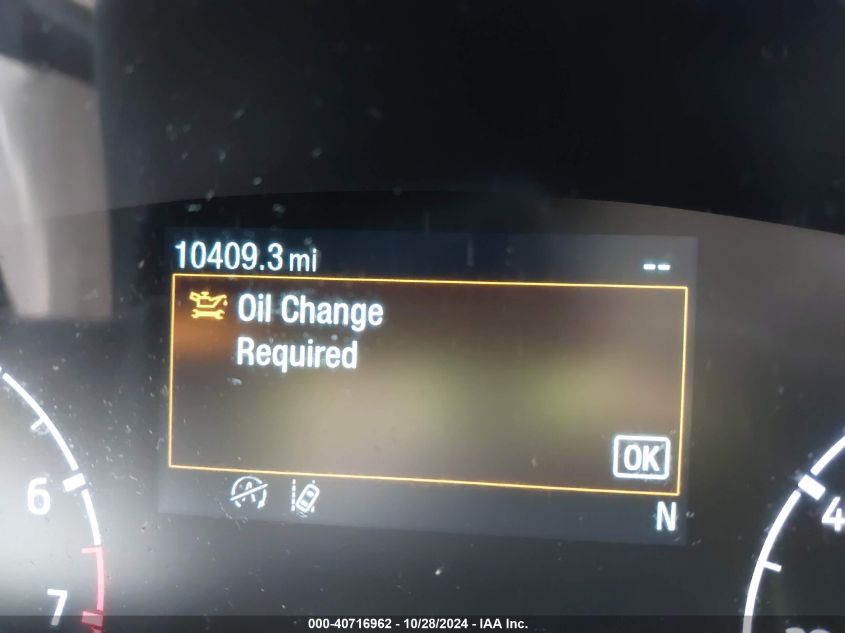 10409.3 mi
--
Oil Change
Required
OK
N
6
7
4
000-40716962 - 10/28/2024 - IAA Inc.